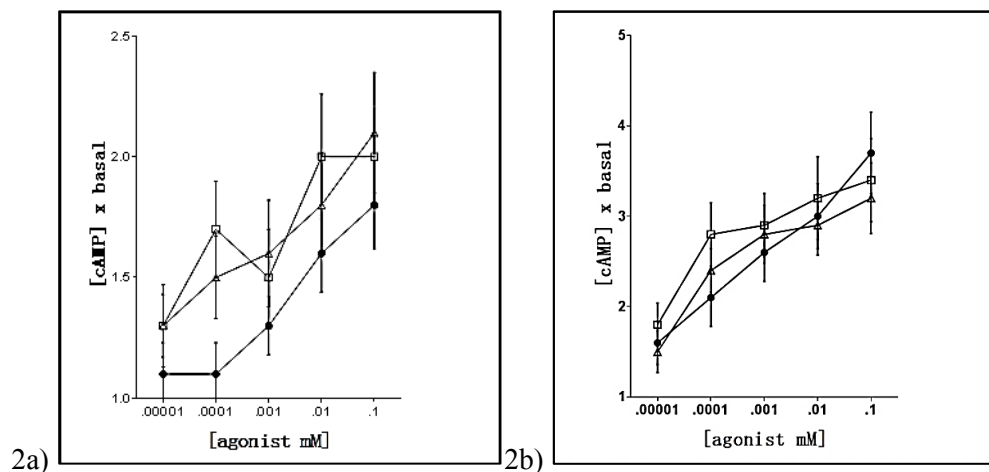 2.5
2.0
1.5
1.0
[cAMP] x basal
.00001 .0001 .001 .01 .1
[agonist mM]
2a)
5
4
3
2
1
[cAMP] x basal
.00001 .0001 .001 .01 .1
[agonist mM]
2b)